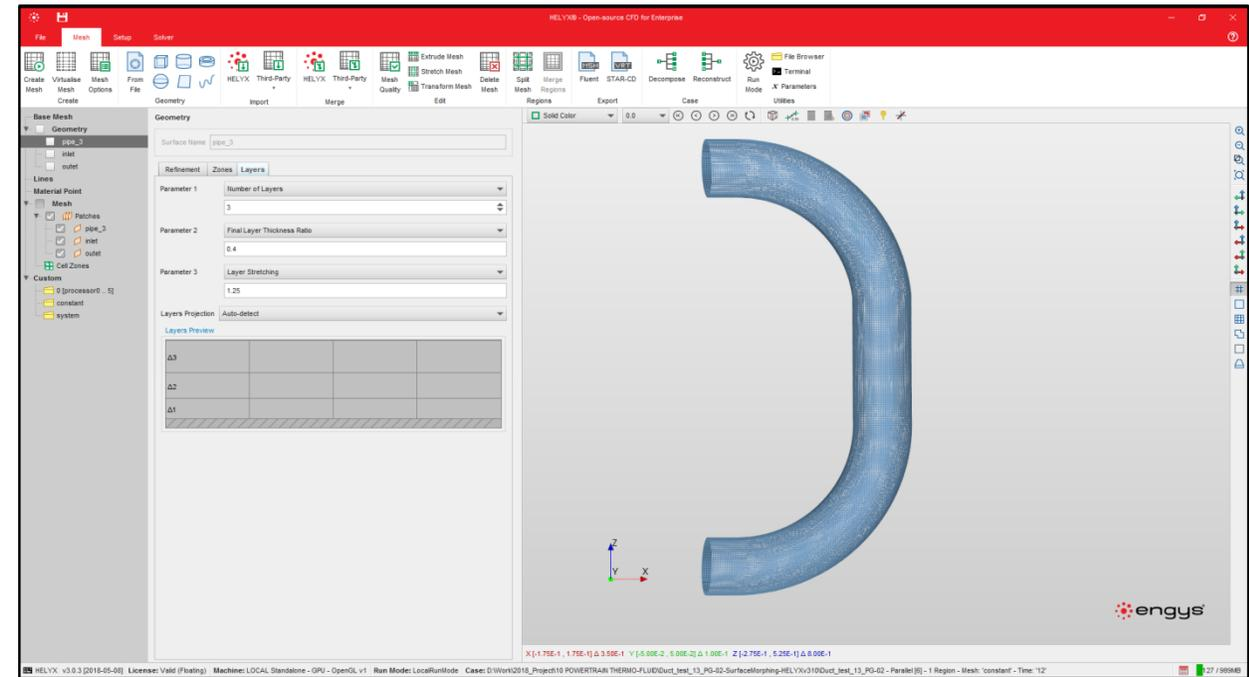 HELYX® - Open-source CFD for Enterprise
File Mesh Setup Solver
Create Mesh
Virtualise Mesh
Mesh Options
From File
HELYX
Third-Party
HELYX
Third-Party
Mesh Quality
Extrude Mesh
Stretch Mesh
Transform Mesh
Delete Mesh
Split Mesh
Merge Regions
MSH
Fluent
VRT
STAR-CD
Decompose
Reconstruct
Run Mode
File Browser
Terminal
X Parameters
Create Geometry Import Merge Edit Regions Export Case Utilities
Base Mesh
Geometry
pipe_3
inlet
outlet
Lines
Material Point
Mesh
Patches
pipe_3
inlet
outlet
Cell Zones
Custom
0 [processor0 .. 5]
constant
system
Geometry
Surface Name pipe_3
Refinement Zones Layers
Parameter 1 Number of Layers
3
Parameter 2 Final Layer Thickness Ratio
0.4
Parameter 3 Layer Stretching
1.25
Layers Projection Auto-detect
Layers Preview
Δ3
Δ2
Δ1
Solid Color 0.0
Z
Y X
engys
X [-1.75E-1 , 1.75E-1] Δ 3.50E-1 Y [-5.00E-2 , 5.00E-2] Δ 1.00E-1 Z [-2.75E-1 , 5.25E-1] Δ 8.00E-1
HELYX v3.0.3 [2018-05-08] License: Valid (Floating) Machine: LOCAL Standalone - GPU - OpenGL v1 Run Mode: LocalRunMode Case: D:\Work\2018_Project\10 POWERTRAIN THERMO-FLUID\Duct_test_13_PG-02-SurfaceMorphing-HELYXv310\Duct_test_13_PG-02 - Parallel [6] - 1 Region - Mesh: 'constant' - Time: '12' 127 / 989MB